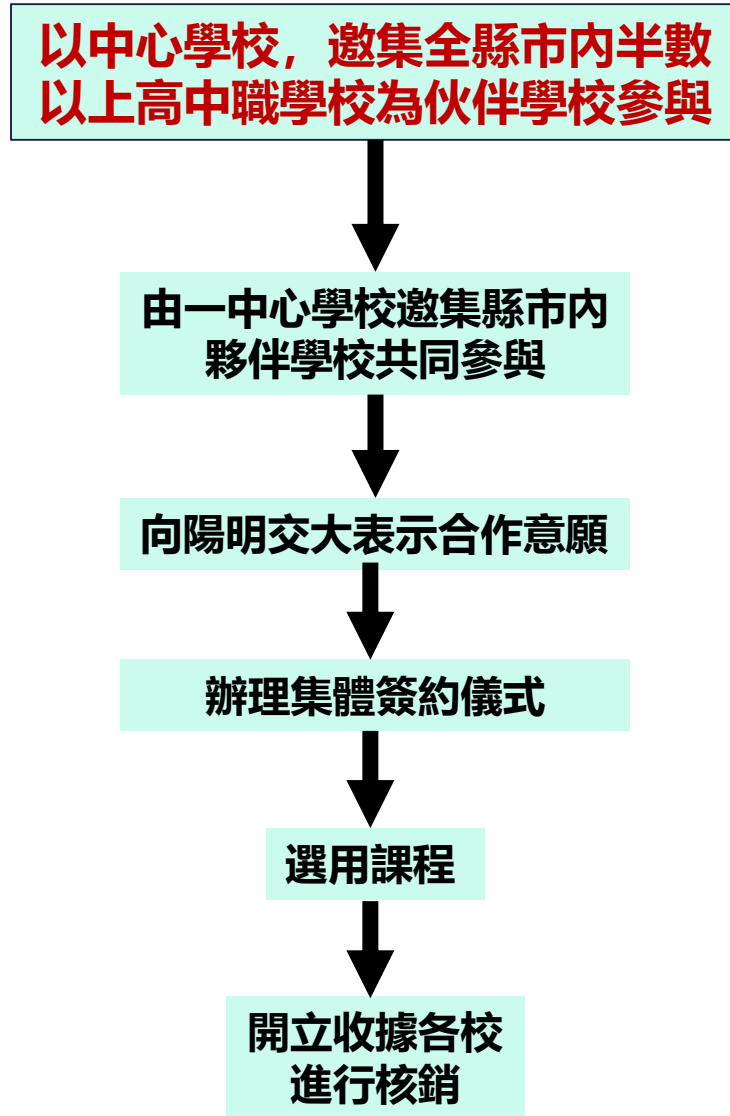 以中心學校，邀集全縣市內半數
以上高中職學校為伙伴學校參與
由一中心學校邀集縣市內
夥伴學校共同參與
向陽明交大表示合作意願
辦理集體簽約儀式
選用課程
開立收據各校
進行核銷